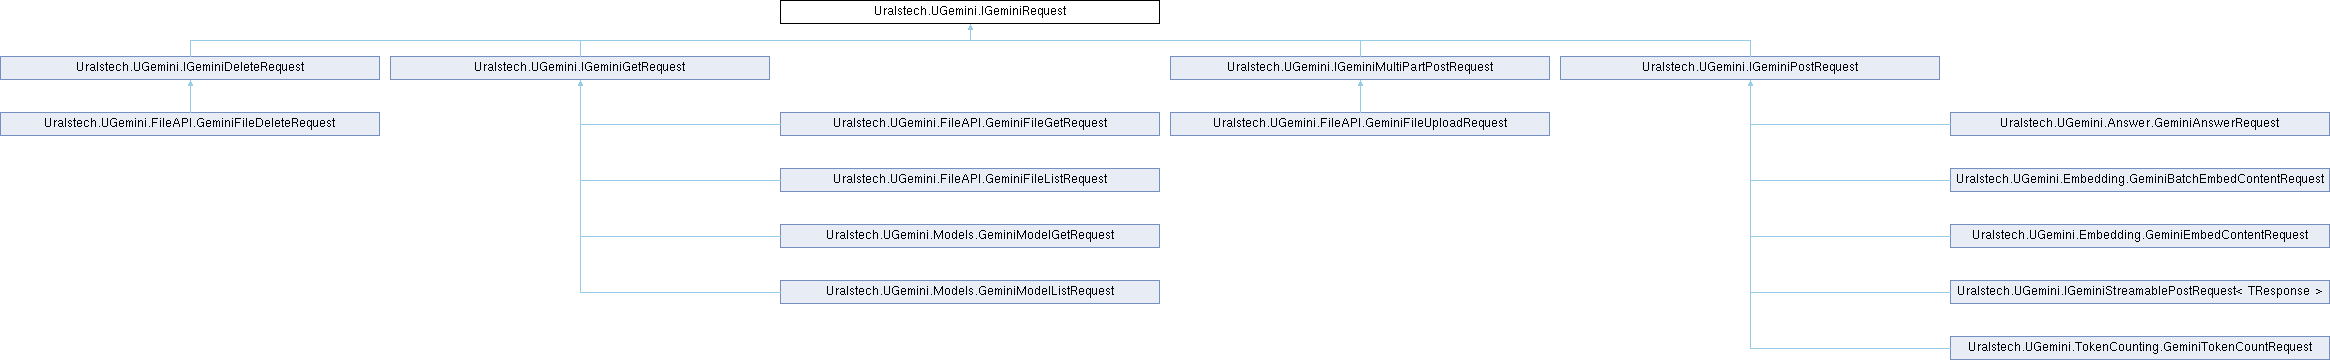 Uralstech.UGemini.IGeminiRequest
Uralstech.UGemini.IGeminiDeleteRequest
Uralstech.UGemini.IGeminiGetRequest
Uralstech.UGemini.IGeminiMultiPartPostRequest
Uralstech.UGemini.IGeminiPostRequest
Uralstech.UGemini.FileAPI.GeminiFileDeleteRequest
Uralstech.UGemini.FileAPI.GeminiFileGetRequest
Uralstech.UGemini.FileAPI.GeminiFileUploadRequest
Uralstech.UGemini.Answer.GeminiAnswerRequest
Uralstech.UGemini.FileAPI.GeminiFileListRequest
Uralstech.UGemini.Embedding.GeminiBatchEmbedContentRequest
Uralstech.UGemini.Models.GeminiModelGetRequest
Uralstech.UGemini.Embedding.GeminiEmbedContentRequest
Uralstech.UGemini.Models.GeminiModelListRequest
Uralstech.UGemini.IGeminiStreamablePostRequest< TResponse >
Uralstech.UGemini.TokenCounting.GeminiTokenCountRequest